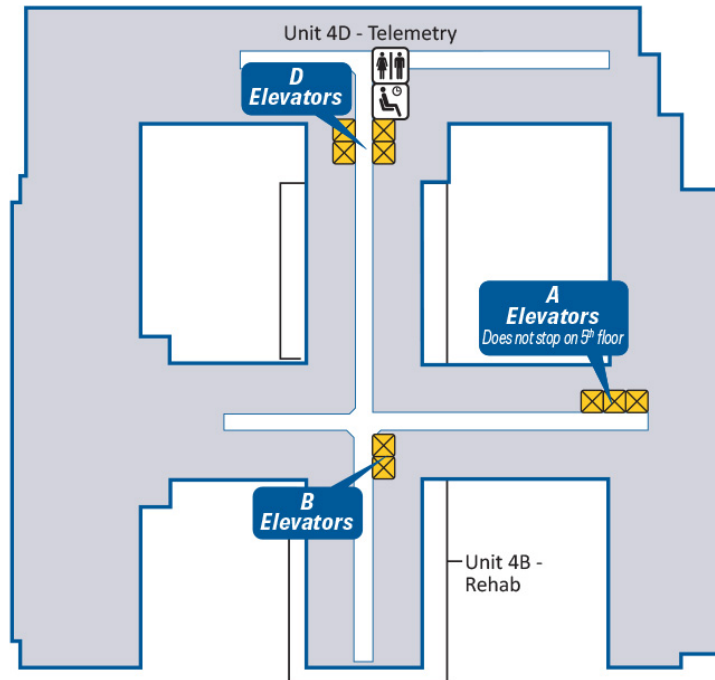 Unit 4D - Telemetry
D
Elevators
A
Elevators
Does not stop on 5th floor
B
Elevators
Unit 4B -
Rehab